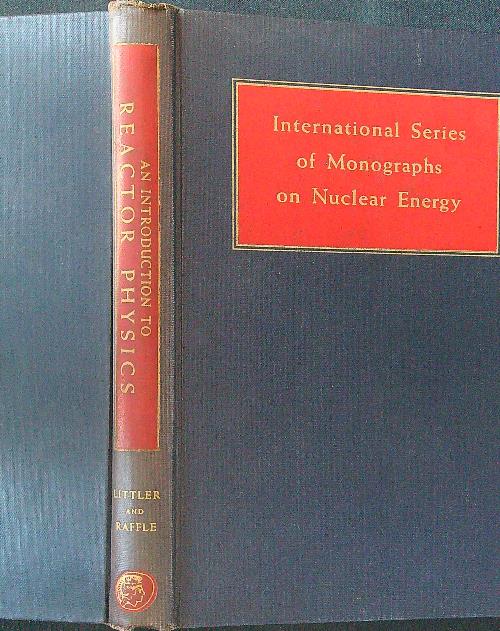 AN INTRODUCTION TO
REACTOR PHYSICS
LITTLER
AND
RAFFLE
International Series
of Monographs
on Nuclear Energy